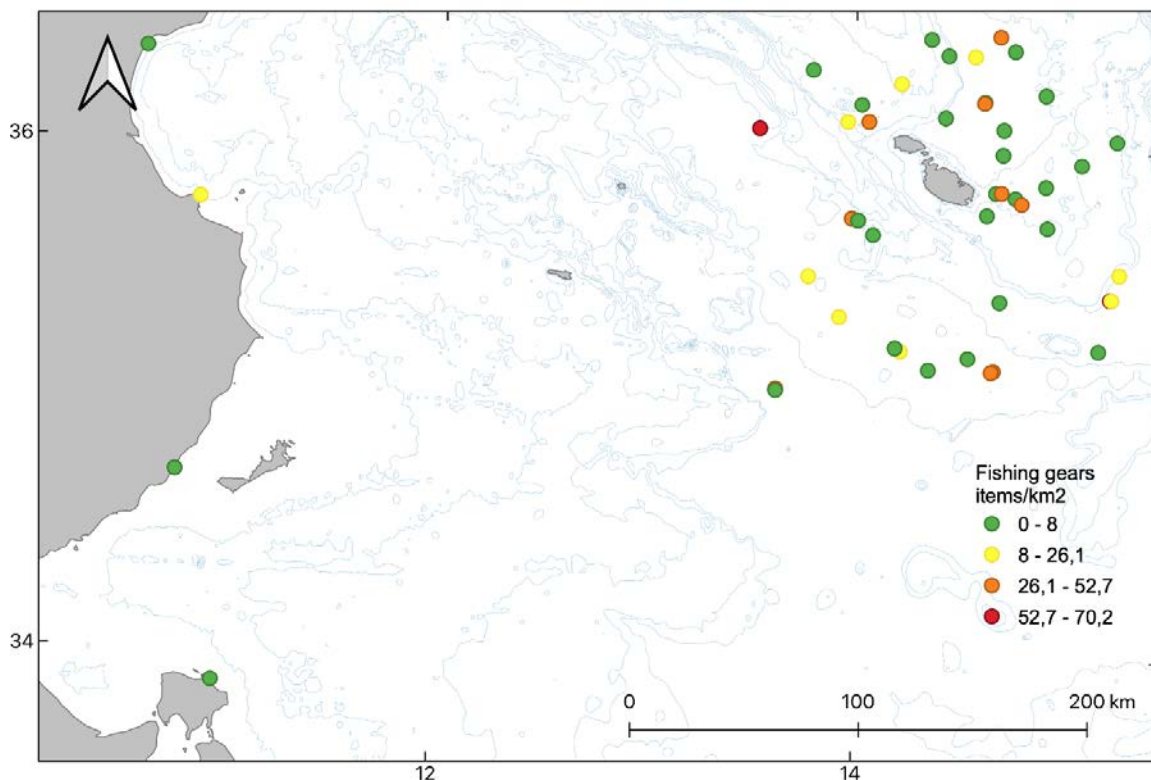 36
34
Fishing gears
items/km2
0 - 8
8 - 26,1
26,1 - 52,7
52,7 - 70,2
0 100 200 km
12 14